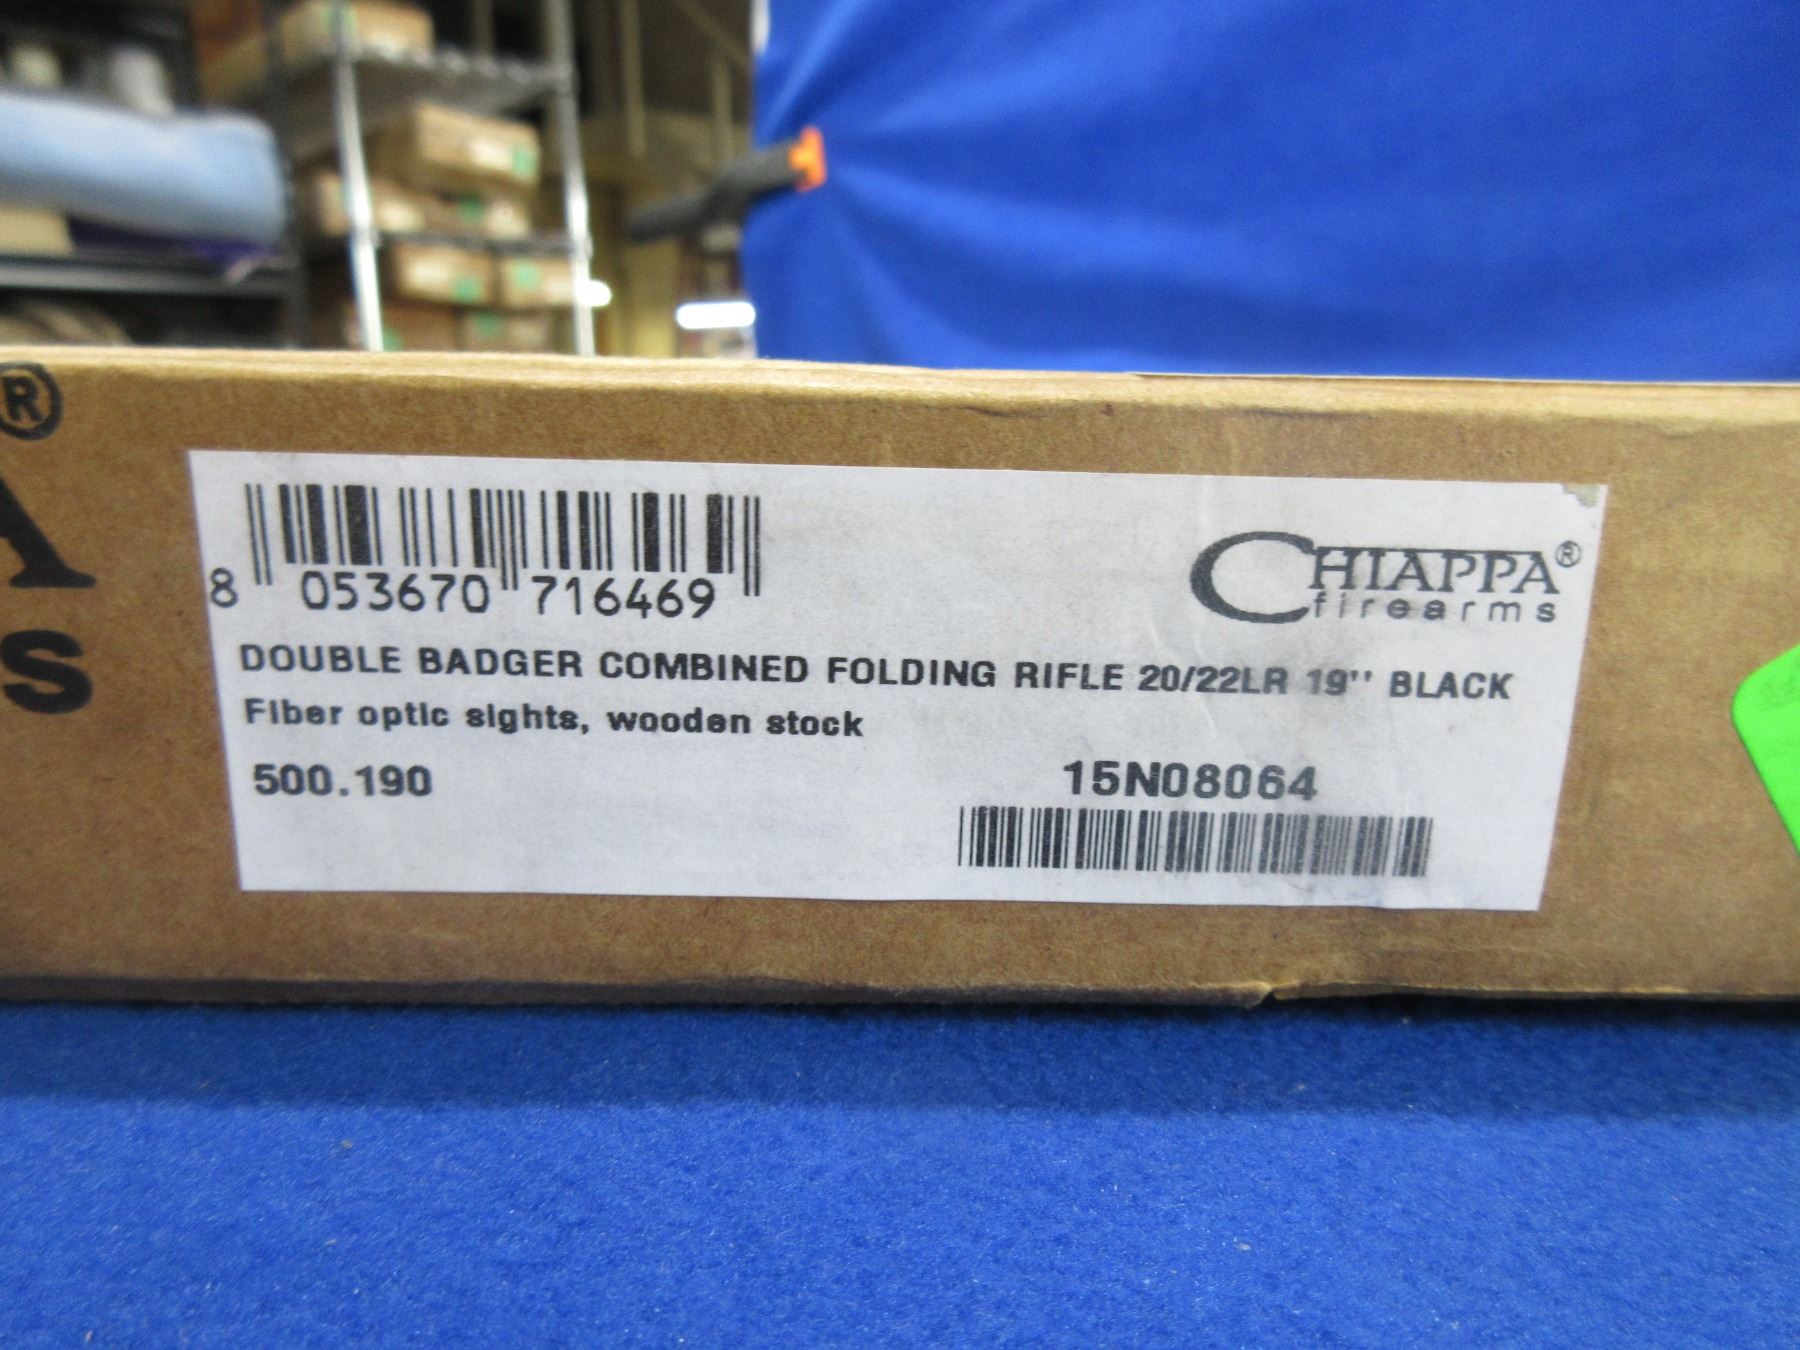 ®
A
S
8 053670 716469
CHIAPPA®
firearms
DOUBLE BADGER COMBINED FOLDING RIFLE 20/22LR 19'' BLACK
Fiber optic sights, wooden stock
500.190
15N08064